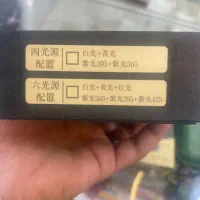 四光源 配置 □ 白光+黄光
紫光395+紫光365
六光源 配置 □ 白光+黄光+红光
紫光365+紫光395+紫光420